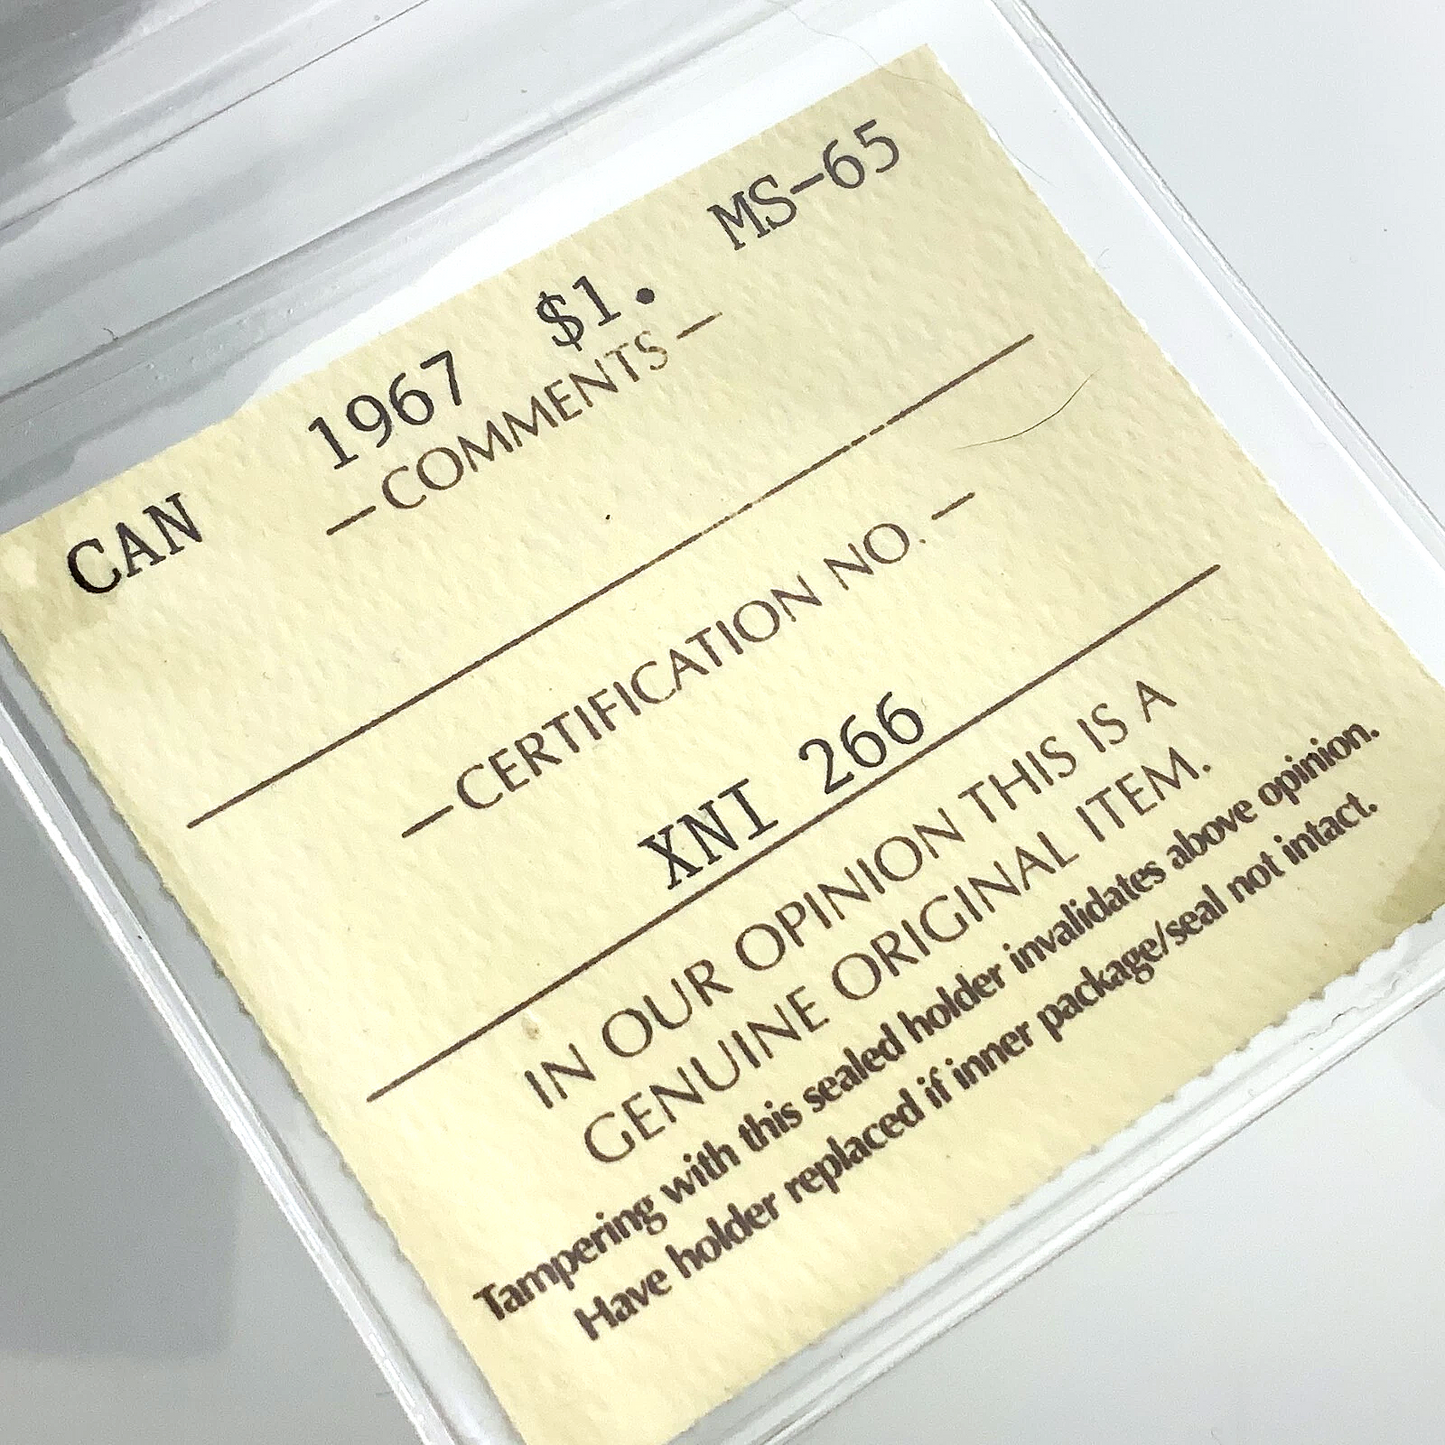 CAN 1967 $1. MS-65
—COMMENTS—
—CERTIFICATION NO.—
XNI 266
IN OUR OPINION THIS IS A
GENUINE ORIGINAL ITEM.
Tampering with this sealed holder invalidates above opinion.
Have holder replaced if inner package/seal not intact.